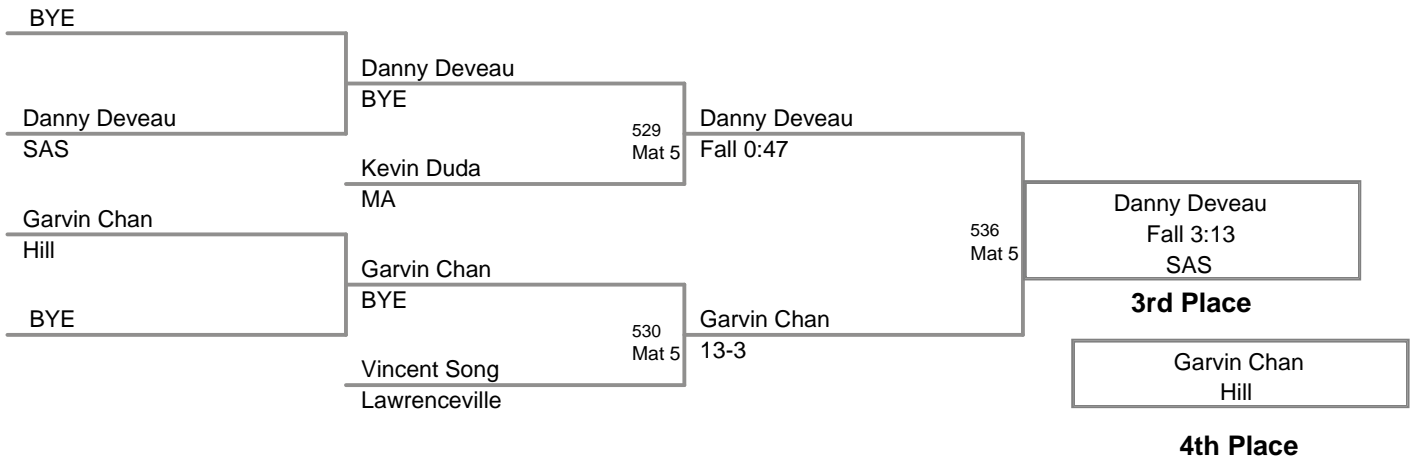 BYE
Danny Deveau
SAS
Garvin Chan
Hill
BYE
Danny Deveau
BYE
529
Mat 5
Kevin Duda
MA
Garvin Chan
BYE
530
Mat 5
Vincent Song
Lawrenceville
Danny Deveau
Fall 0:47
Garvin Chan
13-3
536
Mat 5
Danny Deveau
Fall 3:13
SAS
3rd Place
Garvin Chan
Hill
4th Place